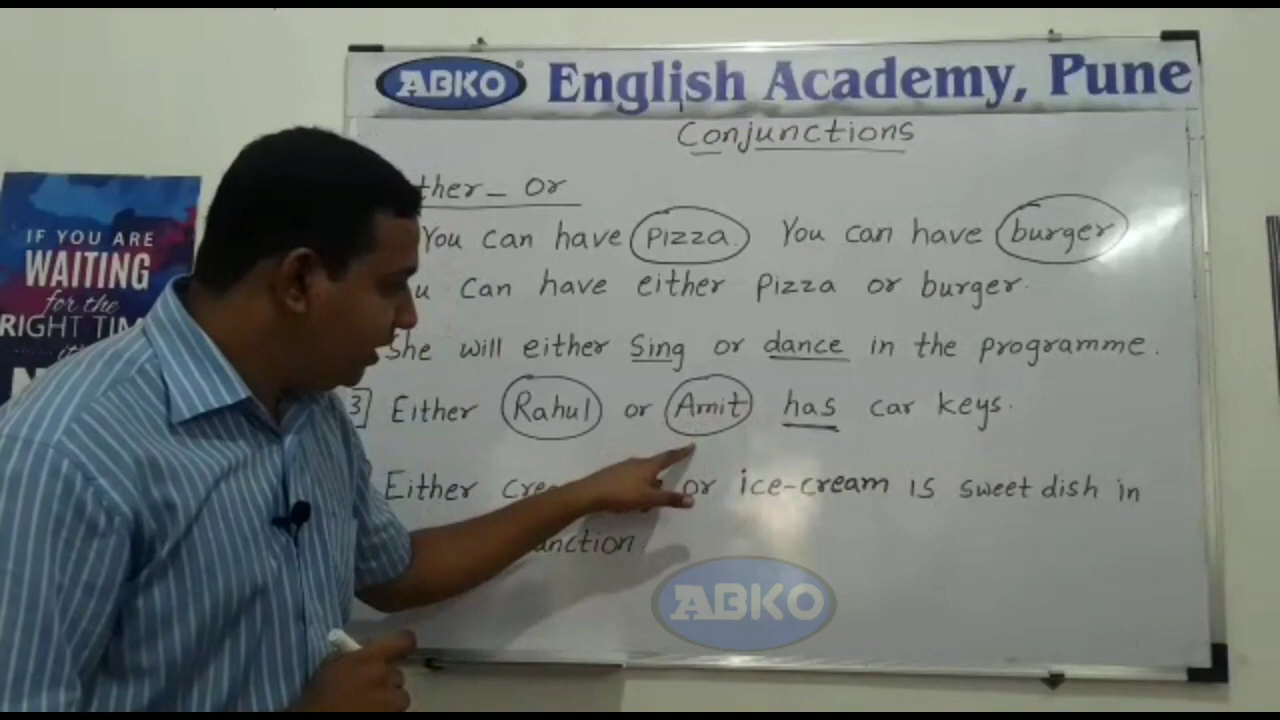 ABKO English Academy, Pune
Conjunctions
ther - or
You can have Pizza. You can have burger
u can have either Pizza or burger.
She will either Sing or dance in the programme.
3] Either Rahul or Amit has car keys.
Either or ice-cream is sweet dish in
unction.
ABKO
IF YOU ARE
WAITING
for the
RIGHT TIM